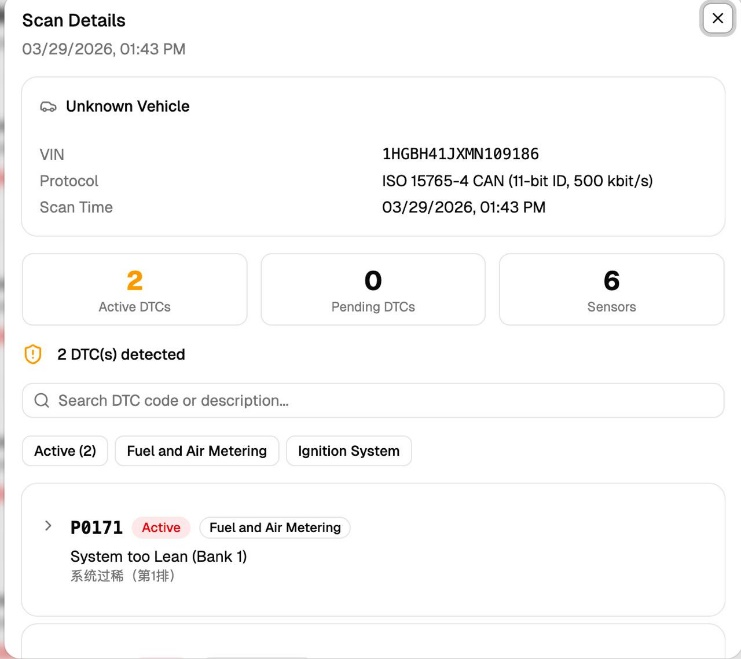 Scan Details
03/29/2026, 01:43 PM
Unknown Vehicle
VIN 1HGBH41JXMN109186
Protocol ISO 15765-4 CAN (11-bit ID, 500 kbit/s)
Scan Time 03/29/2026, 01:43 PM
2 0 6
Active DTCs Pending DTCs Sensors
2 DTC(s) detected
Search DTC code or description...
Active (2) Fuel and Air Metering Ignition System
P0171 Active Fuel and Air Metering
System too Lean (Bank 1)
系统过稀（第1排）